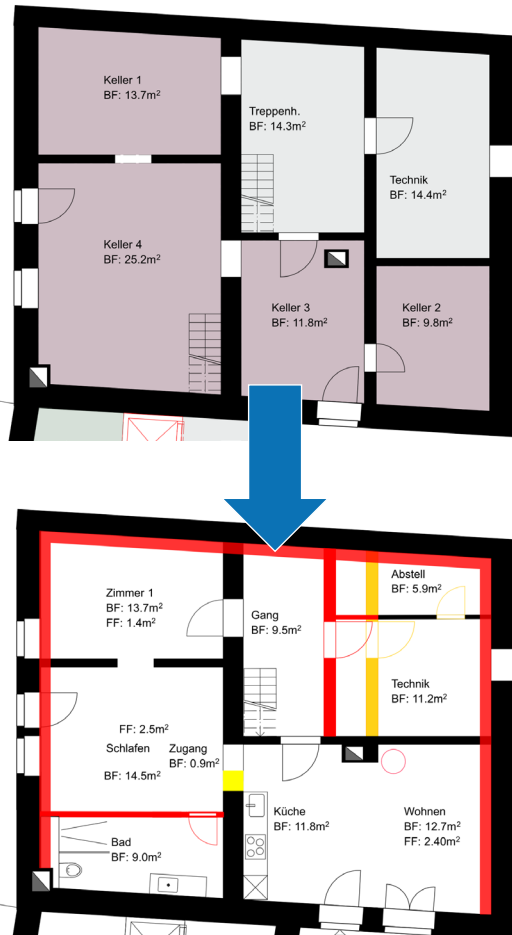 Keller 1
BF: 13.7m²
Treppenh.
BF: 14.3m²
Technik
BF: 14.4m²
Keller 4
BF: 25.2m²
Keller 3
BF: 11.8m²
Keller 2
BF: 9.8m²
Abstell
BF: 5.9m²
Zimmer 1
BF: 13.7m²
FF: 1.4m²
Gang
BF: 9.5m²
Technik
BF: 11.2m²
FF: 2.5m²
Schlafen
BF: 14.5m²
Zugang
BF: 0.9m²
Küche
BF: 11.8m²
Wohnen
BF: 12.7m²
FF: 2.40m²
Bad
BF: 9.0m²